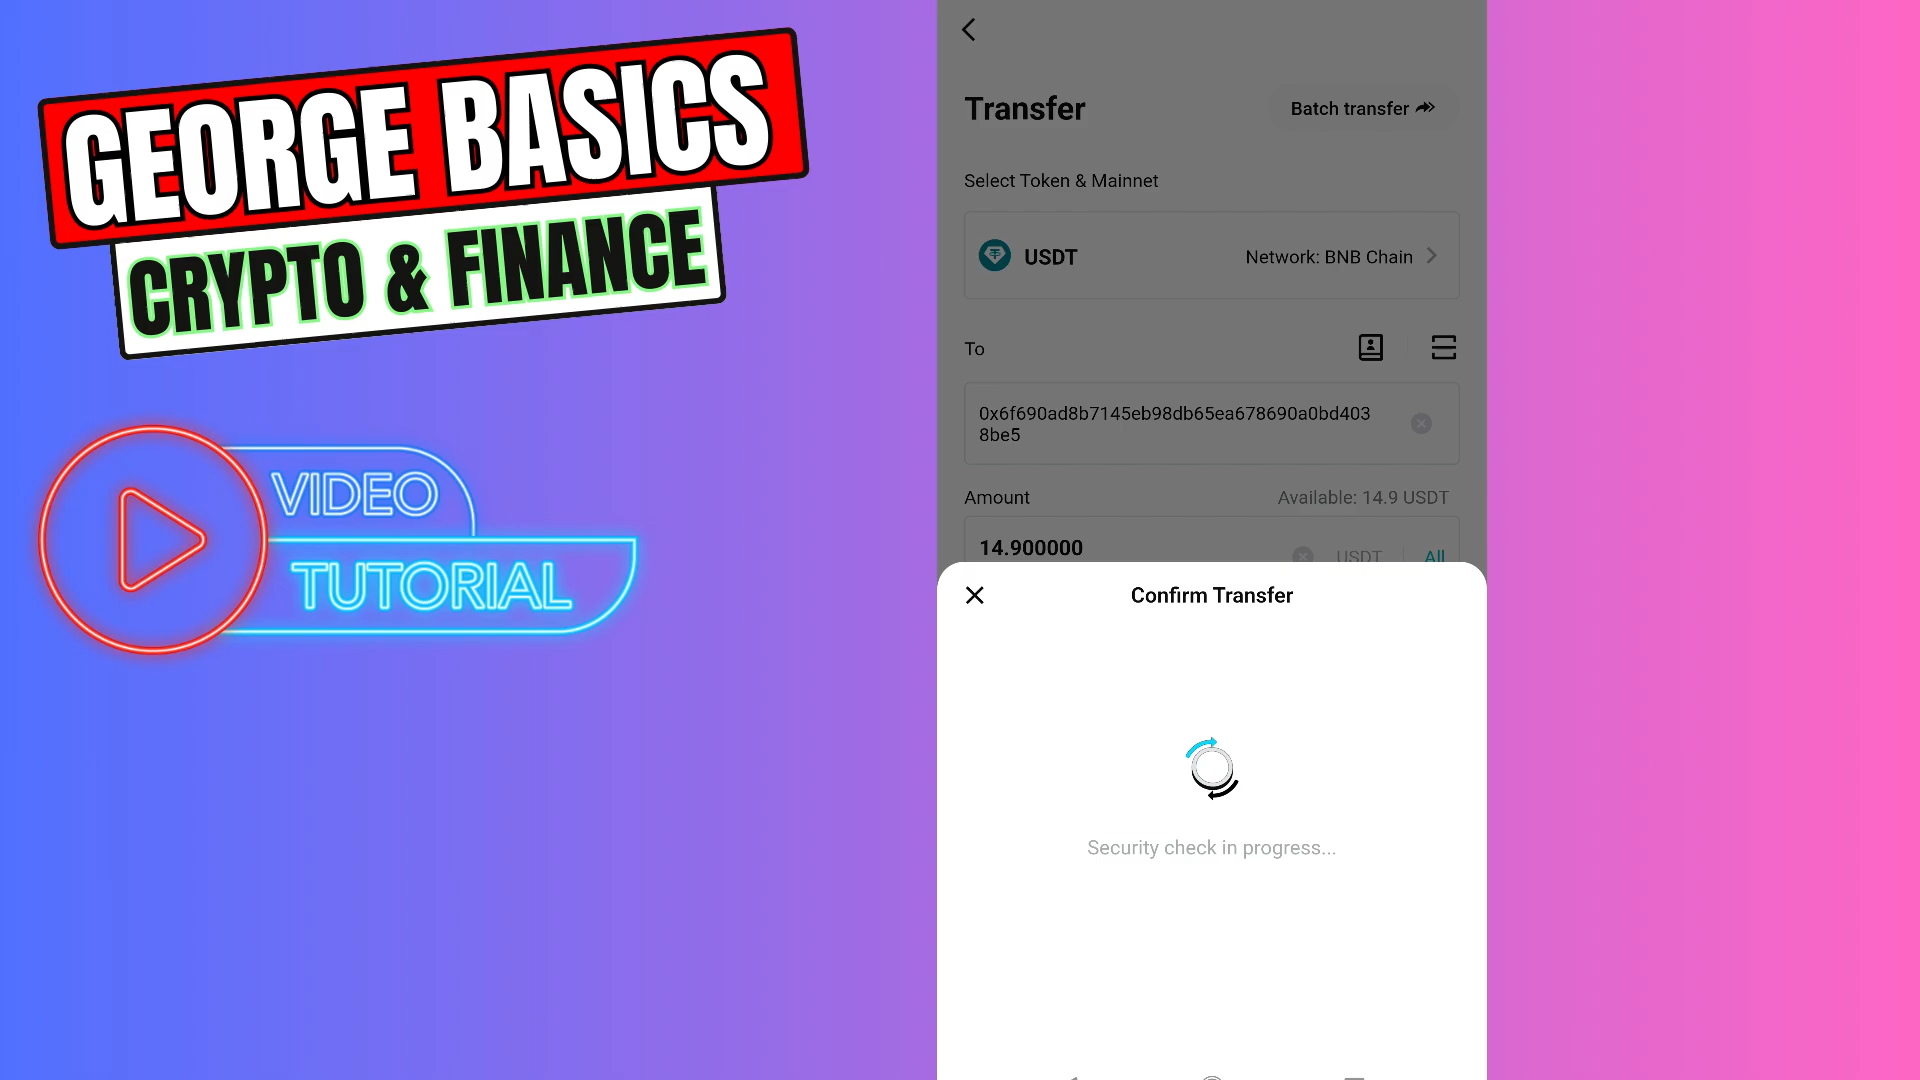 GEORGE BASICS
CRYPTO & FINANCE
VIDEO
TUTORIAL
Transfer
Batch transfer
Select Token & Mainnet
USDT
Network: BNB Chain
To
0x6f690ad8b7145eb98db65ea678690a0bd403
8be5
Amount
Available: 14.9 USDT
14.900000
USDT
All
Confirm Transfer
Security check in progress...